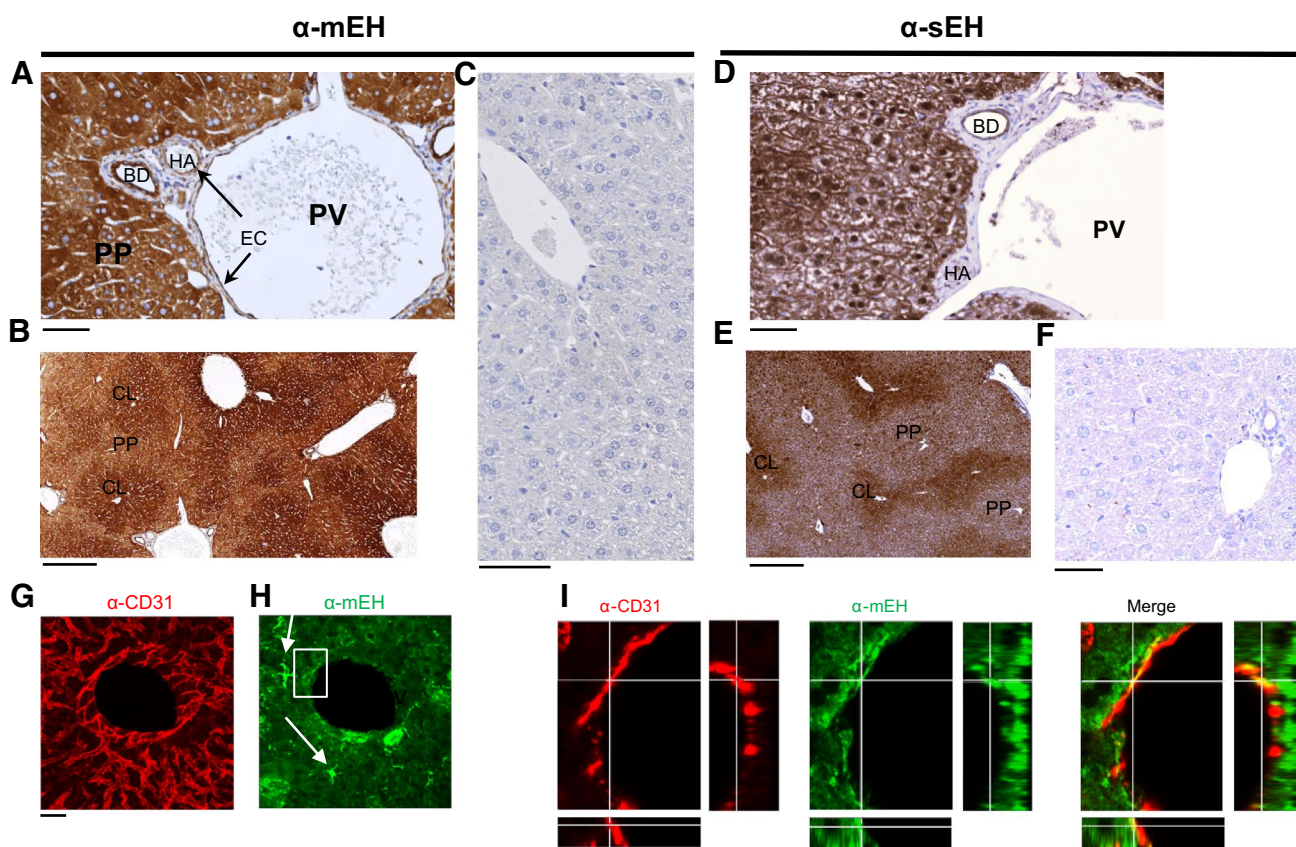 α-mEH
α-sEH
A
HA
BD
PV
EC
PP
C
D
BD
PV
HA
B
CL
PP
CL
E
PP
CL
CL
PP
F
G
α-CD31
H
α-mEH
I
α-CD31
α-mEH
Merge